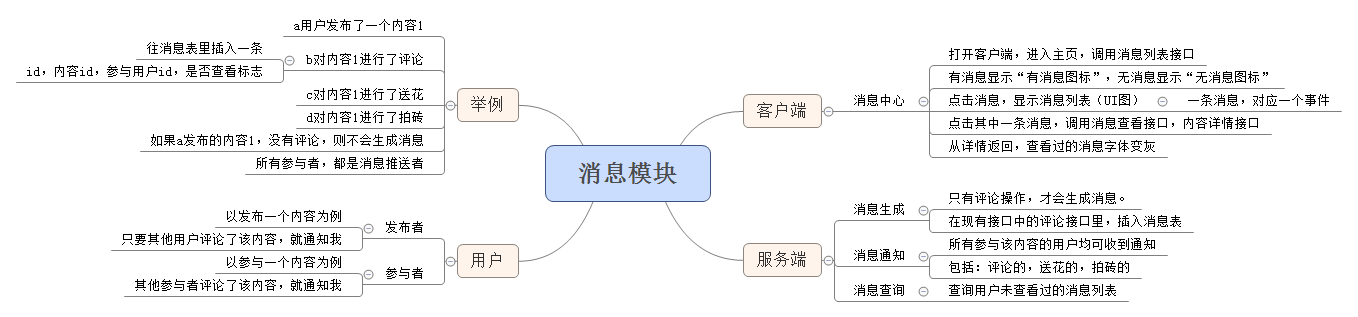 消息模块
举例
a用户发布了一个内容1
b对内容1进行了评论
往消息表里插入一条
id，内容id，参与用户id，是否查看标志
c对内容1进行了送花
d对内容1进行了拍砖
如果a发布的内容1，没有评论，则不会生成消息
所有参与者，都是消息推送者
用户
发布者
以发布一个内容为例
只要其他用户评论了该内容，就通知我
参与者
以参与一个内容为例
其他参与者评论了该内容，就通知我
客户端
消息中心
打开客户端，进入主页，调用消息列表接口
有消息显示“有消息图标”，无消息显示“无消息图标”
点击消息，显示消息列表（UI图）
一条消息，对应一个事件
点击其中一条消息，调用消息查看接口，内容详情接口
从详情返回，查看过的消息字体变灰
服务端
消息生成
只有评论操作，才会生成消息。
在现有接口中的评论接口里，插入消息表
消息通知
所有参与该内容的用户均可收到通知
包括：评论的，送花的，拍砖的
消息查询
查询用户未查看过的消息列表